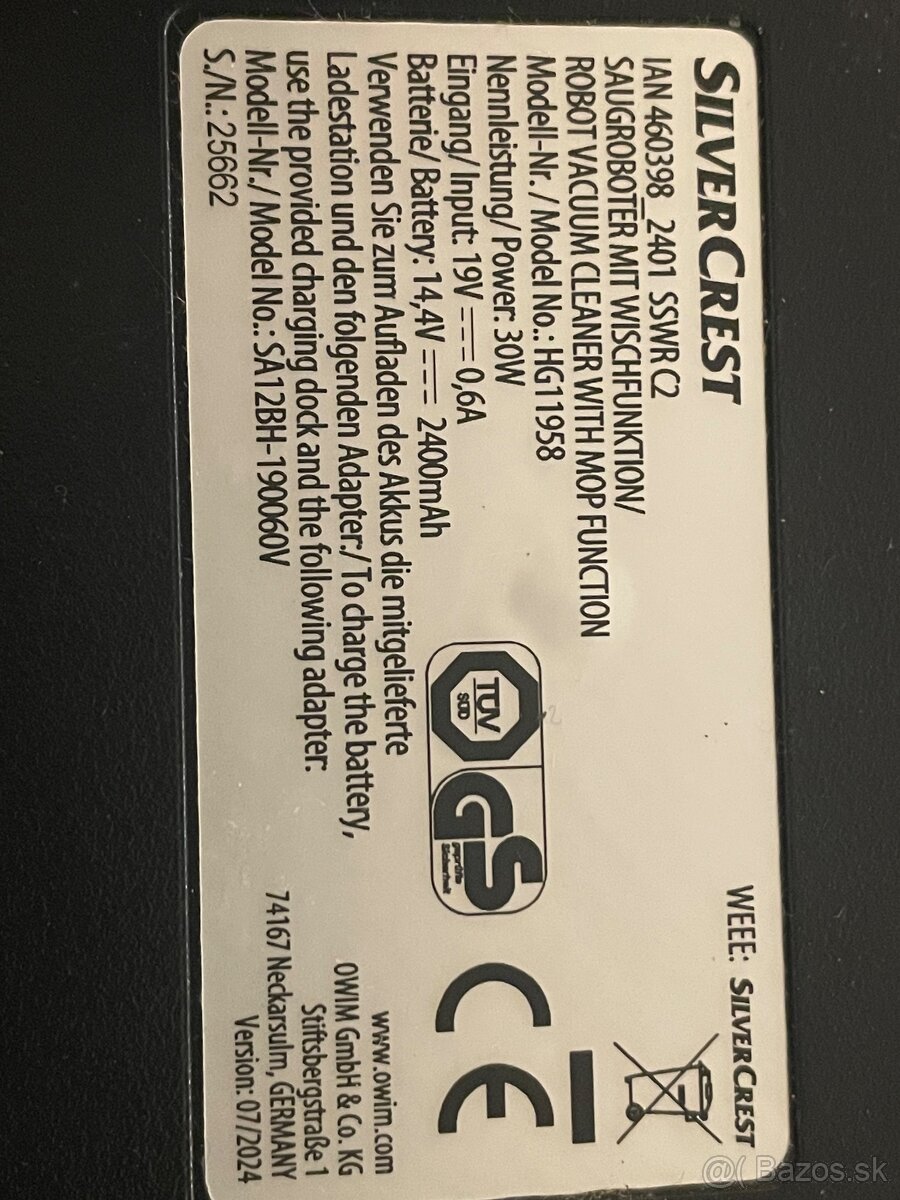 SILVERCREST
IAN 460398_2401 SSWR C2
SAUGROBOTER MIT WISCHFUNKTION/
ROBOT VACUUM CLEANER WITH MOP FUNCTION
Modell-Nr. / Model No.: HG11958
Nennleistung/ Power: 30W
Eingang/ Input: 19V ⎓ 0,6A
Batterie/ Battery: 14,4V ⎓ 2400mAh
Verwenden Sie zum Aufladen des Akkus die mitgelieferte
Ladestation und den folgenden Adapter:/ To charge the battery,
use the provided charging dock and the following adapter:
Modell-Nr./ Model No.: SA12BH-190060V
S./N.: 25662
TÜV
SÜD
GS
geprüfte
Sicherheit
CE
WEEE: SILVERCREST
www.owim.com
OWIM GmbH & Co. KG
Stiftsbergstraße 1
74167 Neckarsulm, GERMANY
Version: 07/2024
@( Bazos.sk